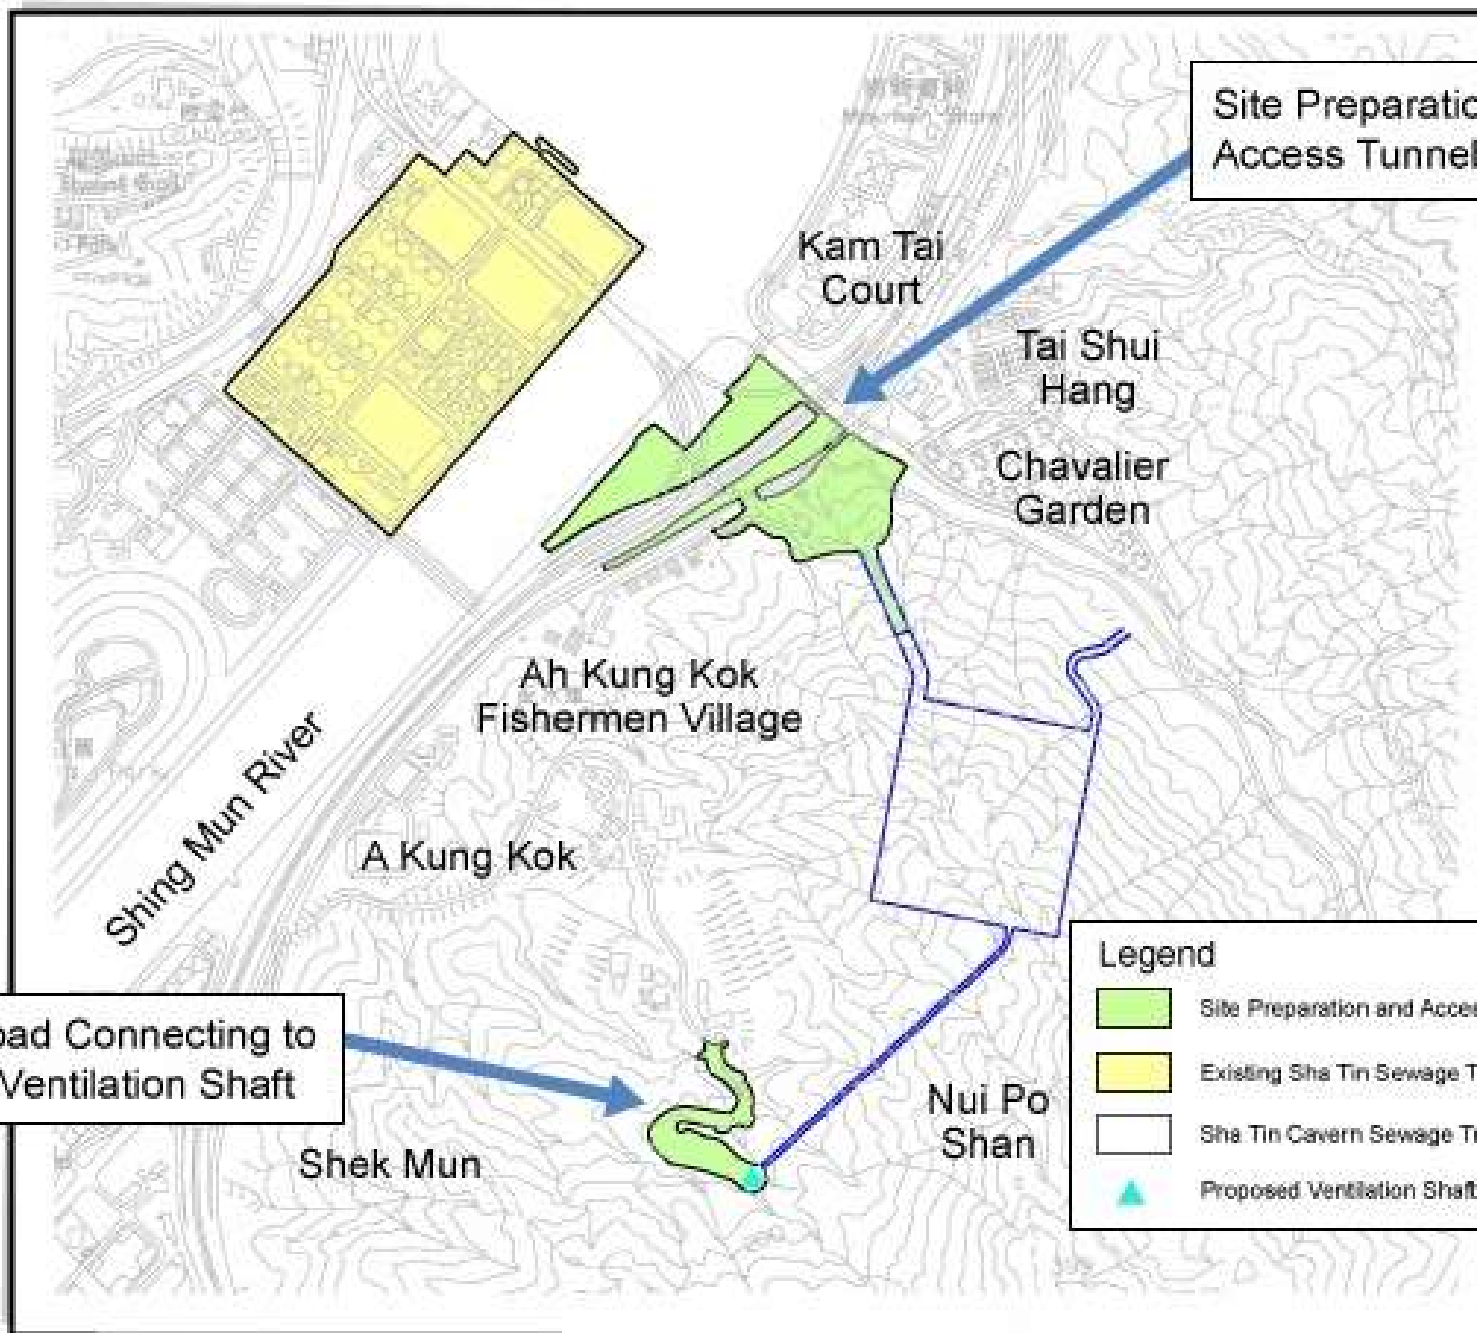 Site Preparatio
Access Tunnel
Kam Tai
Court
Tai Shui
Hang
Chavalier
Garden
Ah Kung Kok
Fishermen Village
Shing Mun River
A Kung Kok
oad Connecting to
Ventilation Shaft
Shek Mun
Nui Po
Shan
Legend
Site Preparation and Acces
Existing Sha Tin Sewage T
Sha Tin Cavern Sewage Tr
Proposed Ventilation Shaft